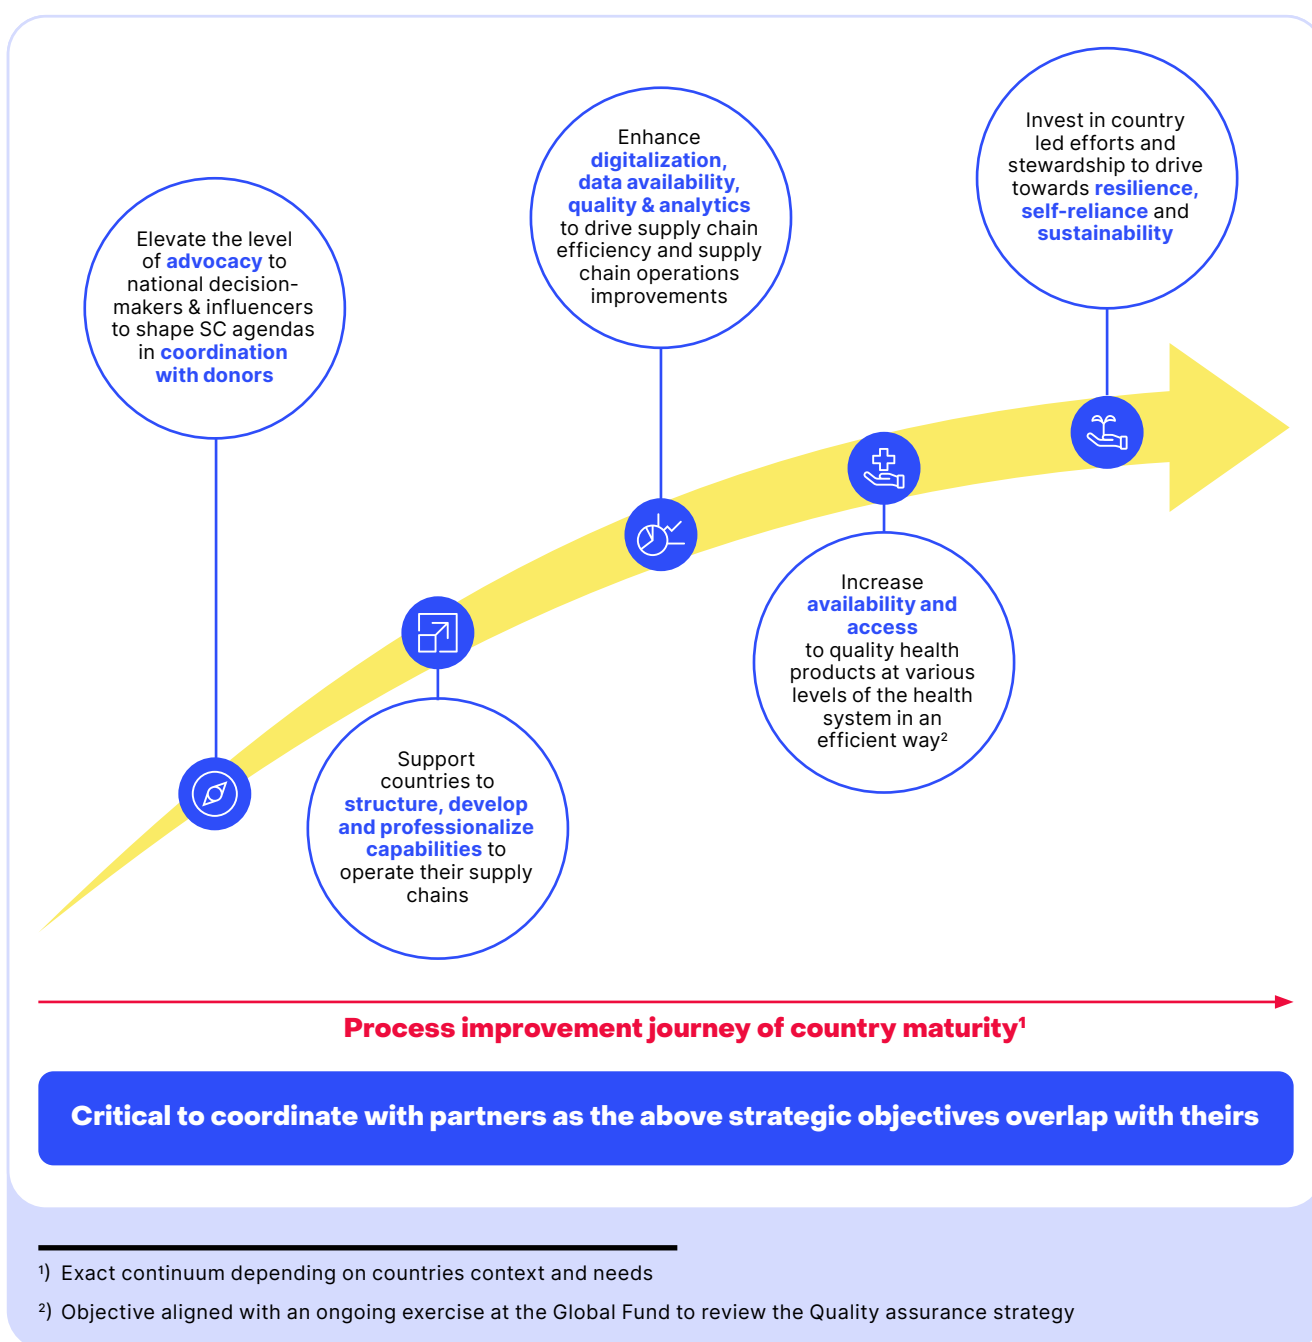 Elevate the level
of advocacy to
national decision-
makers & influencers
to shape SC agendas
in coordination
with donors
Support
countries to
structure, develop
and professionalize
capabilities to
operate their supply
chains
Enhance
digitalization,
data availability,
quality & analytics
to drive supply chain
efficiency and supply
chain operations
improvements
Increase
availability and
access
to quality health
products at various
levels of the health
system in an
efficient way²
Invest in country
led efforts and
stewardship to drive
towards resilience,
self-reliance and
sustainability
Process improvement journey of country maturity¹
Critical to coordinate with partners as the above strategic objectives overlap with theirs
¹) Exact continuum depending on countries context and needs
²) Objective aligned with an ongoing exercise at the Global Fund to review the Quality assurance strategy